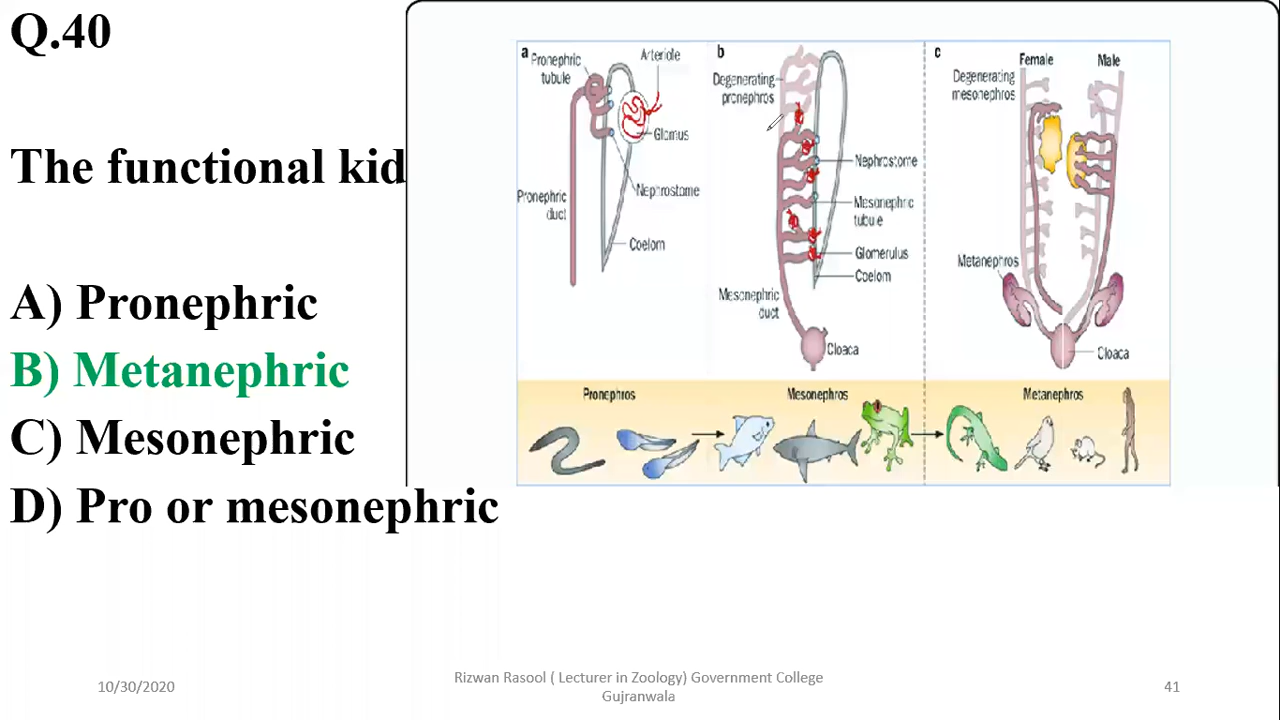 Q.40
The functional kid
A) Pronephric
B) Metanephric
C) Mesonephric
D) Pro or mesonephric
a
Pronephric
tubule
Arteriole
Glomus
Nephrostome
Pronephric
duct
Coelom
b
Degenerating
pronephros
Nephrostome
Mesonephric
tubule
Glomerulus
Coelom
Mesonephric
duct
Cloaca
c
Female
Male
Degenerating
mesonephros
Metanephros
Cloaca
Pronephros
Mesonephros
Metanephros
10/30/2020
Rizwan Rasool ( Lecturer in Zoology) Government College
Gujranwala
41